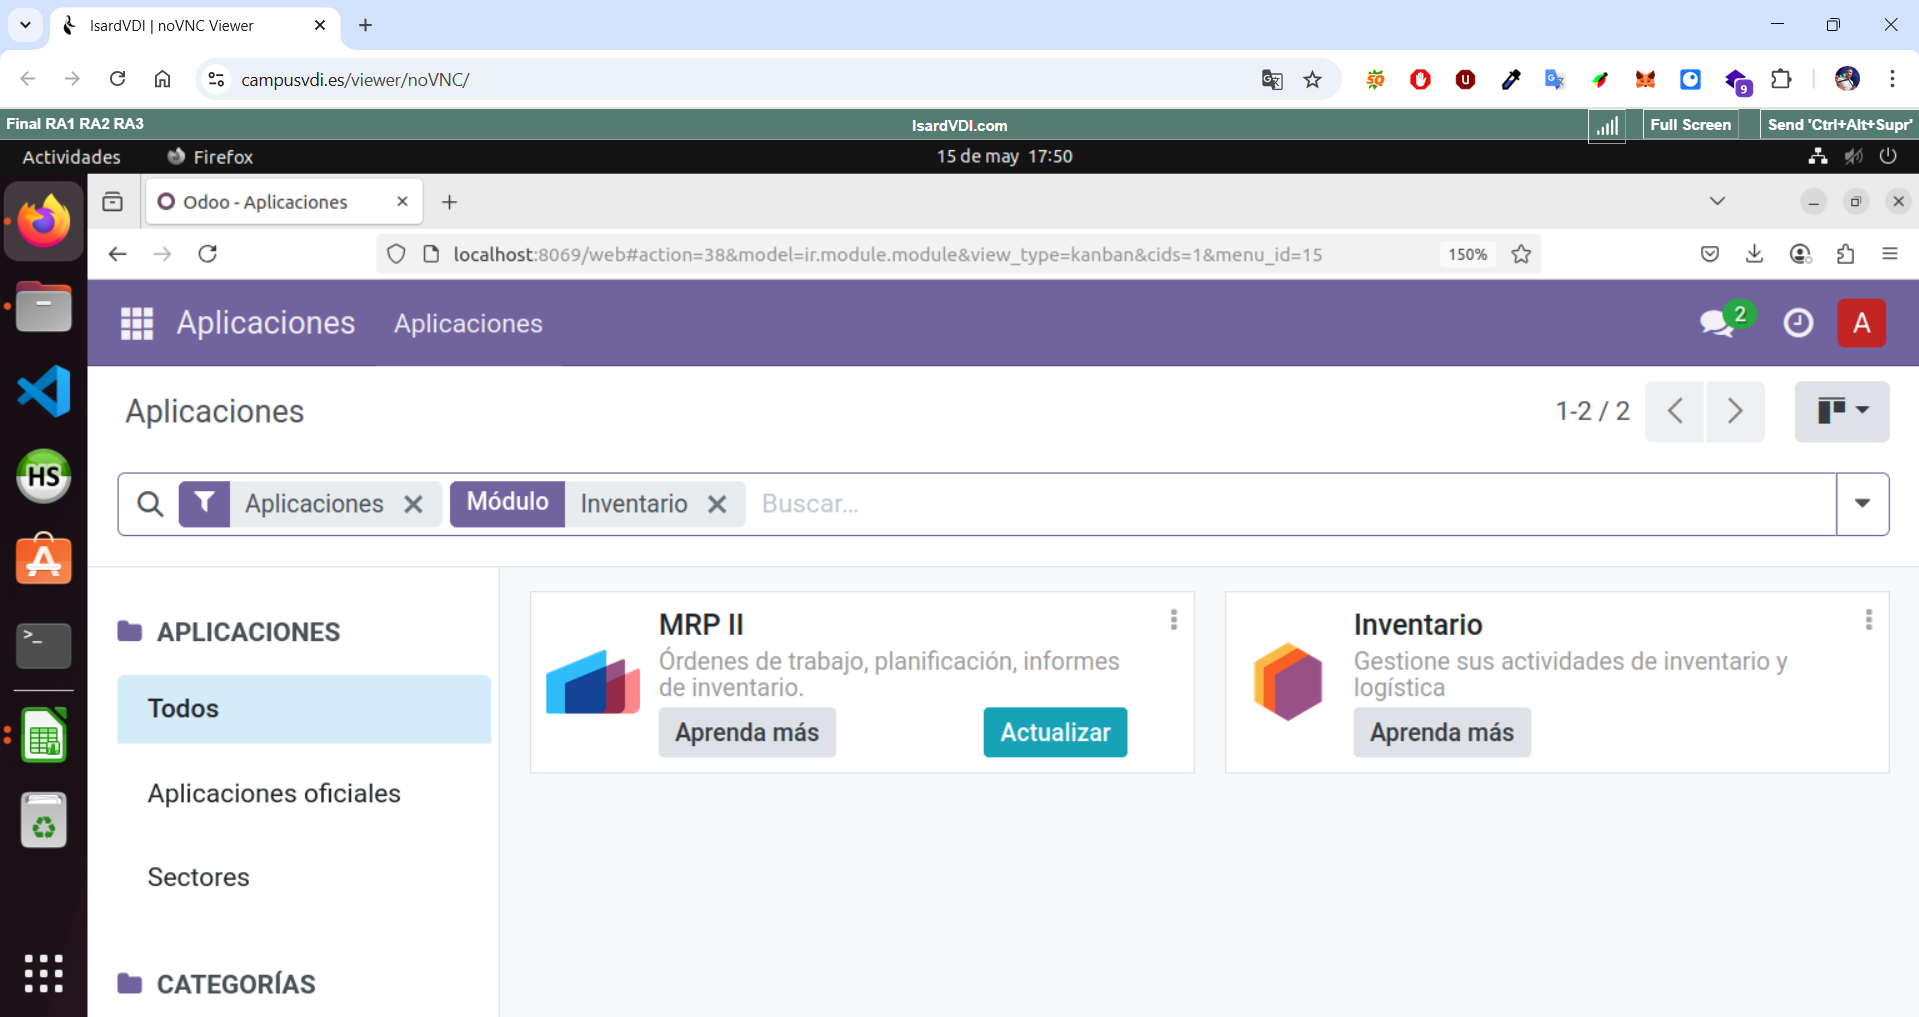 IsardVDI | noVNC Viewer
campusvdi.es/viewer/noVNC/
9
Final RA1 RA2 RA3
IsardVDI.com
Full Screen
Send 'Ctrl+Alt+Supr'
Actividades
Firefox
15 de may 17:50
Odoo - Aplicaciones
localhost:8069/web#action=38&model=ir.module.module&view_type=kanban&cids=1&menu_id=15
150%
Aplicaciones
Aplicaciones
2
A
Aplicaciones
1-2 / 2
Aplicaciones
Módulo
Inventario
Buscar...
HS
APLICACIONES
Todos
Aplicaciones oficiales
Sectores
CATEGORÍAS
MRP II
Órdenes de trabajo, planificación, informes
de inventario.
Aprenda más
Actualizar
Inventario
Gestione sus actividades de inventario y
logística
Aprenda más